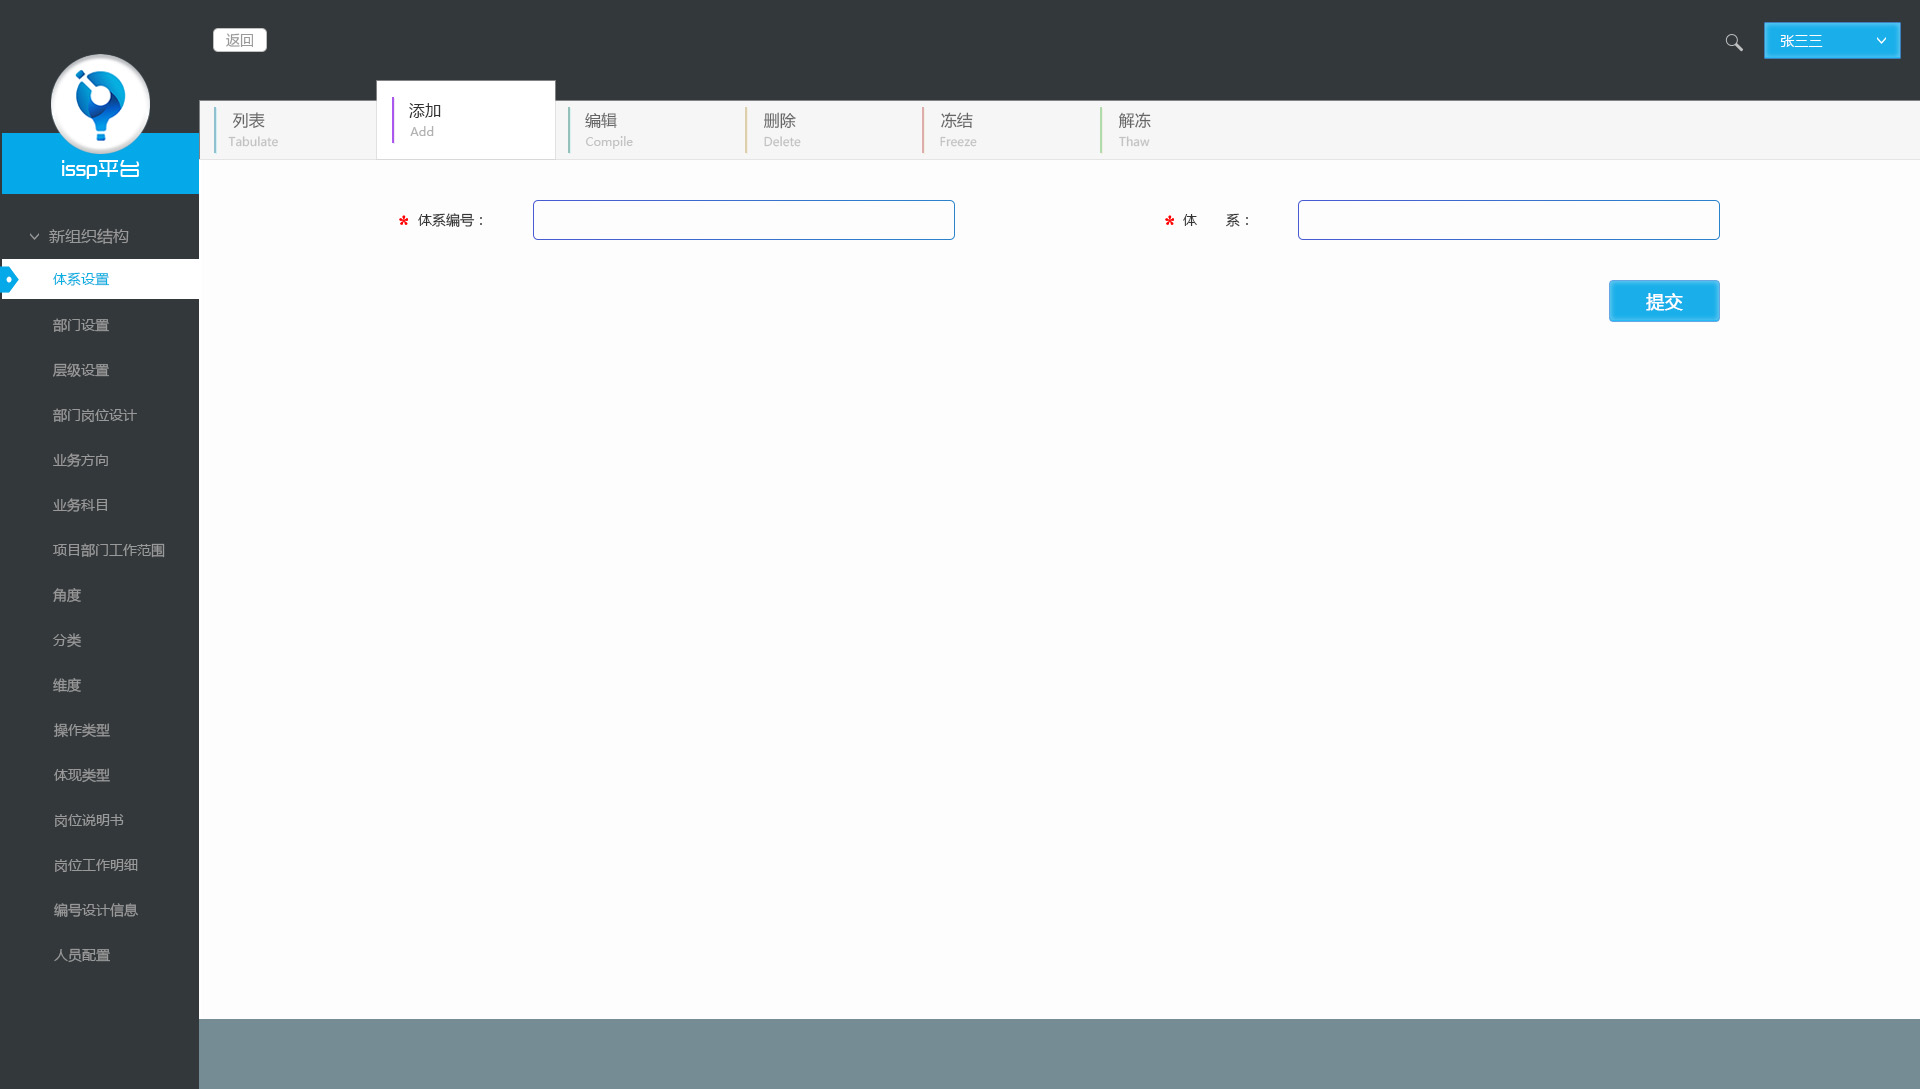 返回
张三三
issp平台
列表
Tabulate
添加
Add
编辑
Compile
删除
Delete
冻结
Freeze
解冻
Thaw
* 体系编号：
* 体 系：
提交
新组织结构
体系设置
部门设置
层级设置
部门岗位设计
业务方向
业务科目
项目部门工作范围
角度
分类
维度
操作类型
体现类型
岗位说明书
岗位工作明细
编号设计信息
人员配置